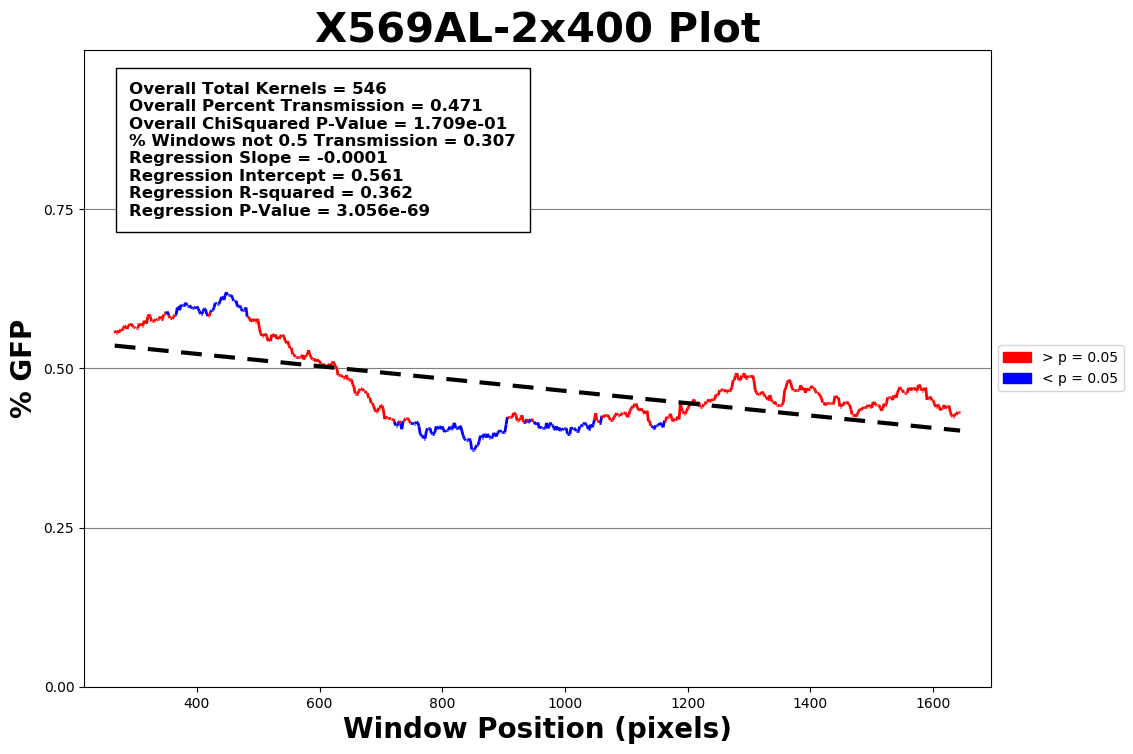 X569AL-2x400 Plot
Overall Total Kernels = 546
Overall Percent Transmission = 0.471
Overall ChiSquared P-Value = 1.709e-01
% Windows not 0.5 Transmission = 0.307
Regression Slope = -0.0001
Regression Intercept = 0.561
Regression R-squared = 0.362
Regression P-Value = 3.056e-69
% GFP
0.75
0.50
0.25
0.00
> p = 0.05
< p = 0.05
400 600 800 1000 1200 1400 1600
Window Position (pixels)